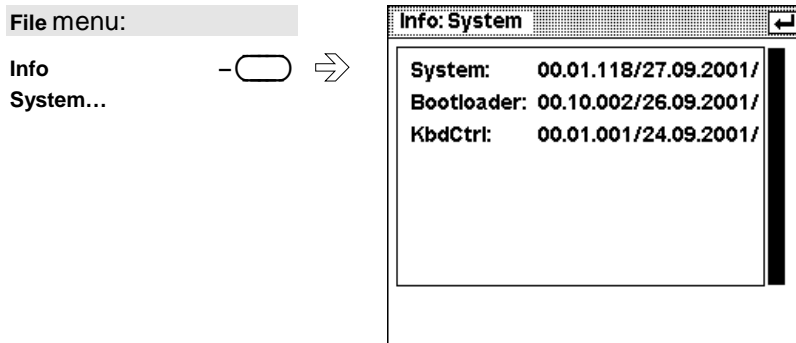 File menu:
Info
System…
Info: System
System: 00.01.118/27.09.2001/
Bootloader: 00.10.002/26.09.2001/
KbdCtrl: 00.01.001/24.09.2001/